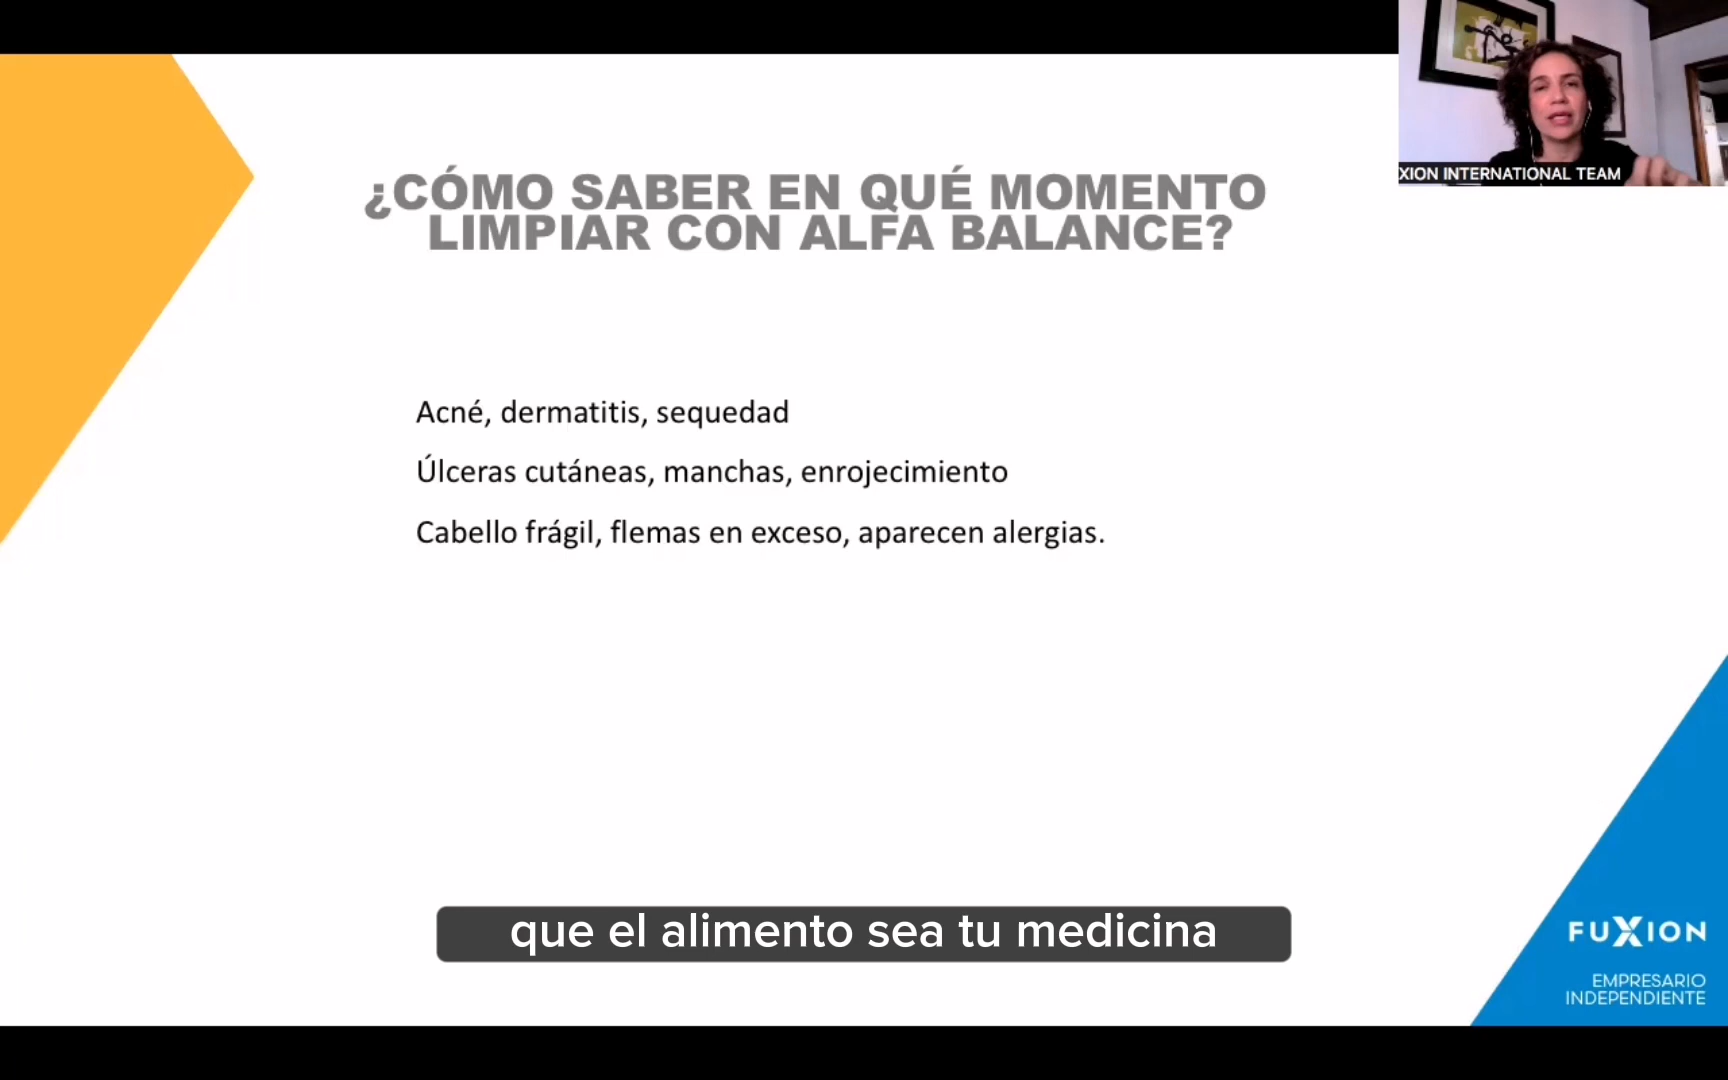 XION INTERNATIONAL TEAM
¿CÓMO SABER EN QUÉ MOMENTO
LIMPIAR CON ALFA BALANCE?
Acné, dermatitis, sequedad
Úlceras cutáneas, manchas, enrojecimiento
Cabello frágil, flemas en exceso, aparecen alergias.
que el alimento sea tu medicina
FUXION
EMPRESARIO
INDEPENDIENTE